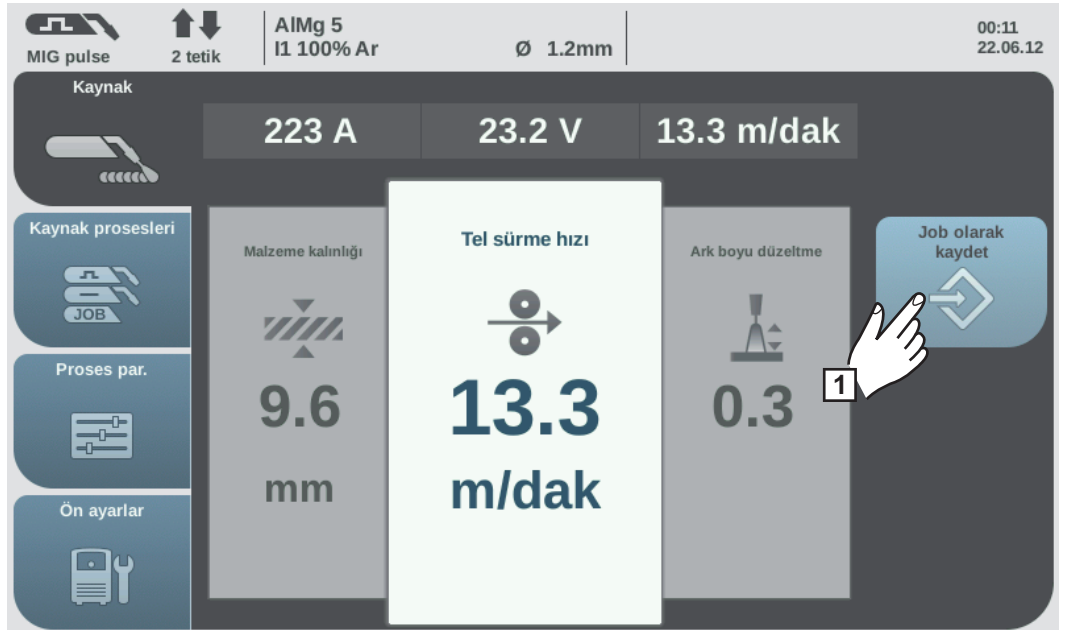 MIG pulse
2 tetik
AlMg 5
I1 100% Ar
Ø 1.2mm
00:11
22.06.12
Kaynak
223 A
23.2 V
13.3 m/dak
Kaynak prosesleri
JOB
Proses par.
Ön ayarlar
Malzeme kalınlığı
9.6
mm
Tel sürme hızı
13.3
m/dak
Ark boyu düzeltme
0.3
Job olarak
kaydet
1